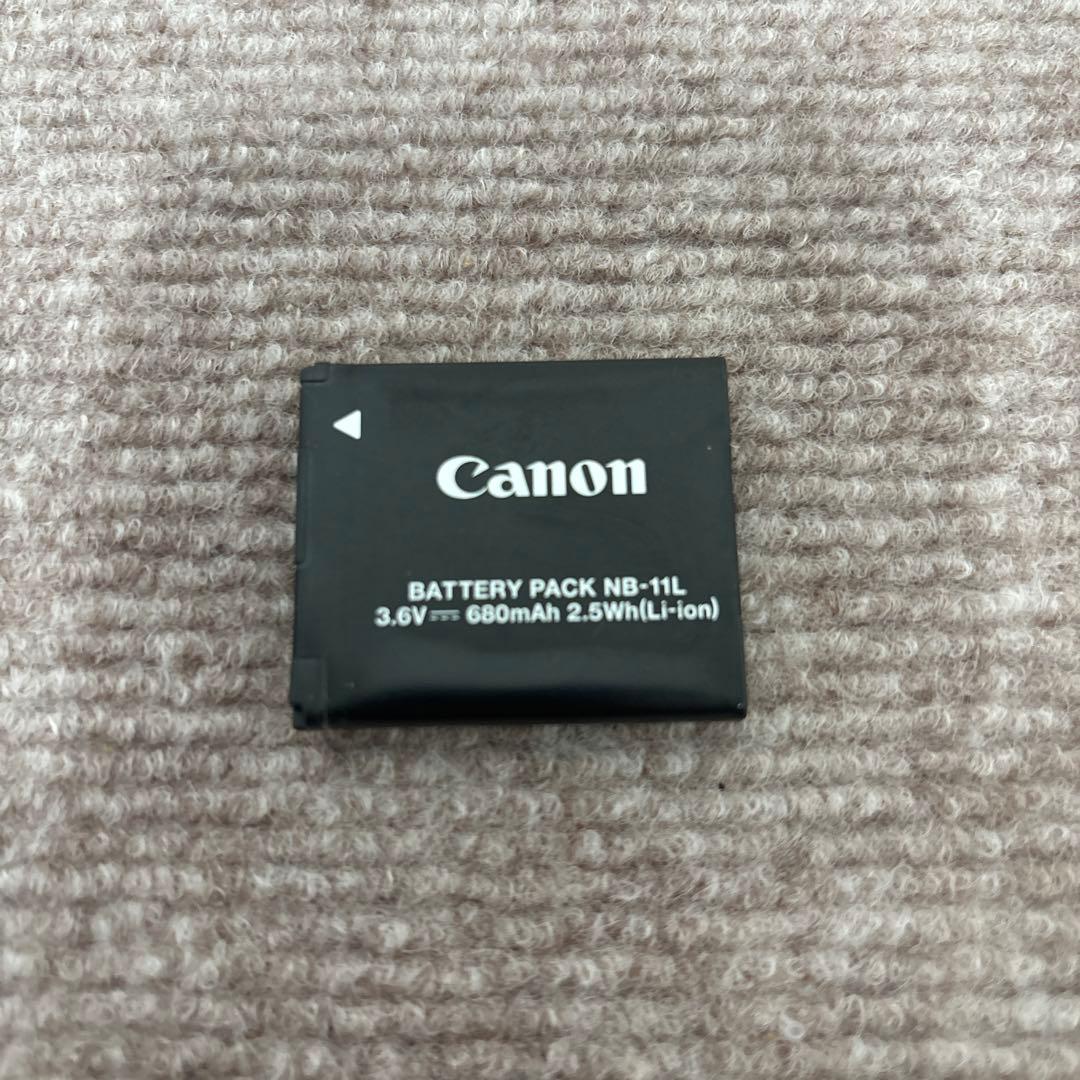 Canon
BATTERY PACK NB-11L
3.6V⎓ 680mAh 2.5Wh(Li-ion)